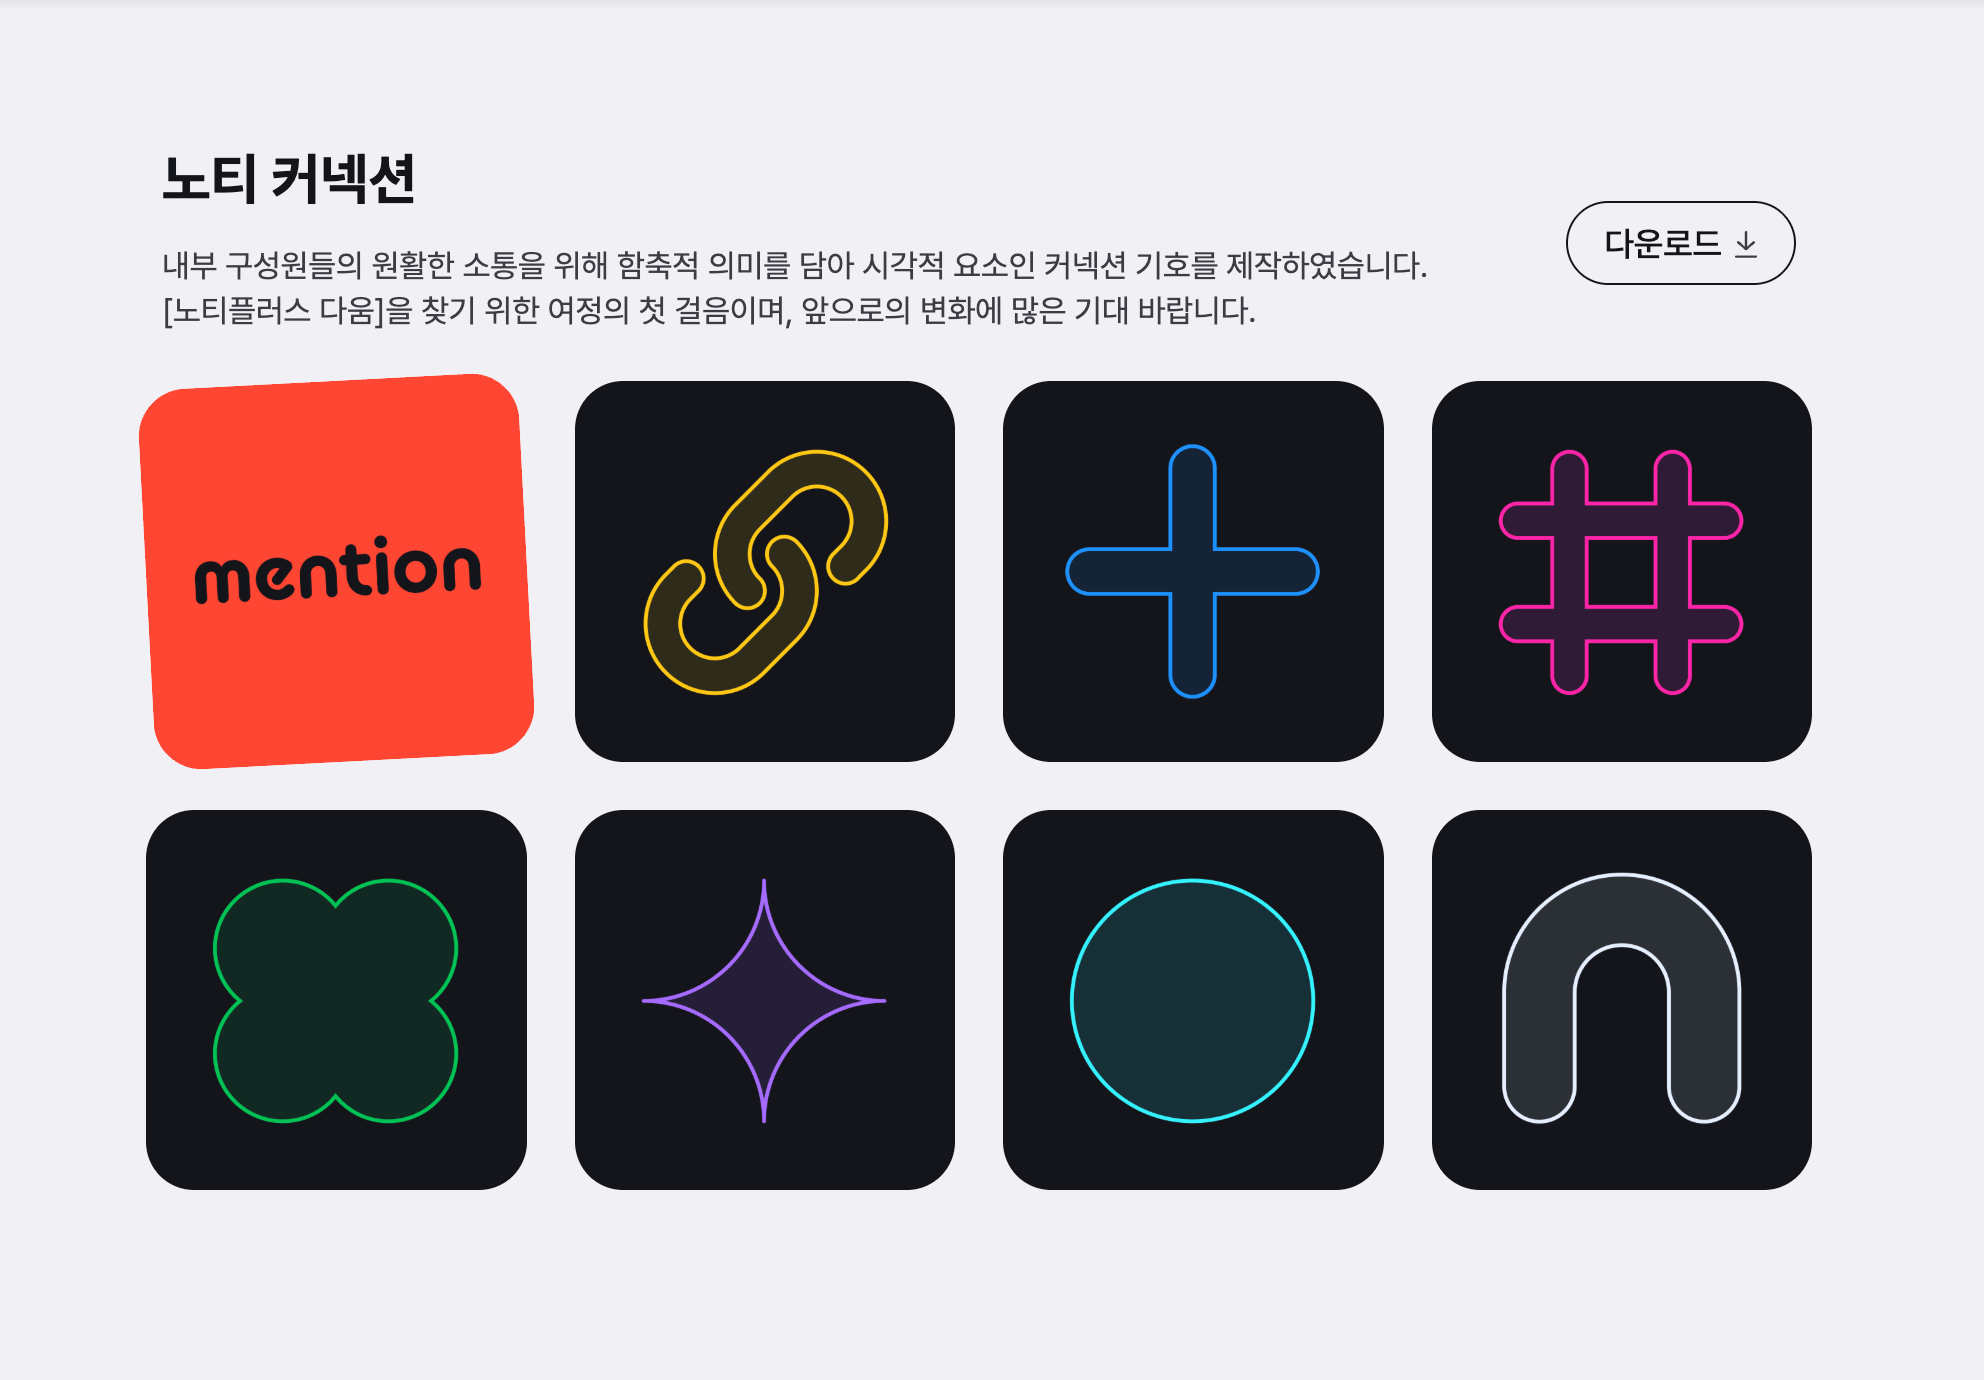 노티 커넥션
내부 구성원들의 원활한 소통을 위해 함축적 의미를 담아 시각적 요소인 커넥션 기호를 제작하였습니다.
[노티플러스 다움]을 찾기 위한 여정의 첫 걸음이며, 앞으로의 변화에 많은 기대 바랍니다.
다운로드
mention